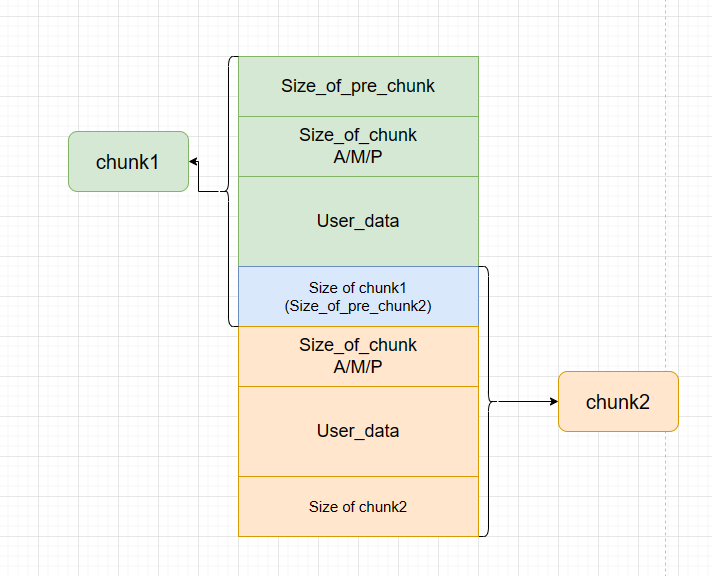 Size_of_pre_chunk
Size_of_chunk
A/M/P
chunk1
User_data
Size of chunk1
(Size_of_pre_chunk2)
Size_of_chunk
A/M/P
chunk2
User_data
Size of chunk2